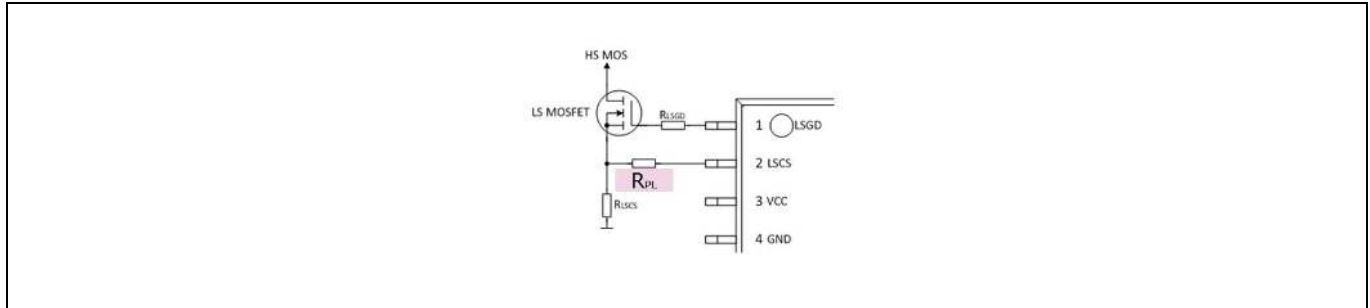 HS MOS
LS MOSFET
RLSGD
1 LSGD
2 LSCS
RPL
3 VCC
RLSCS
4 GND